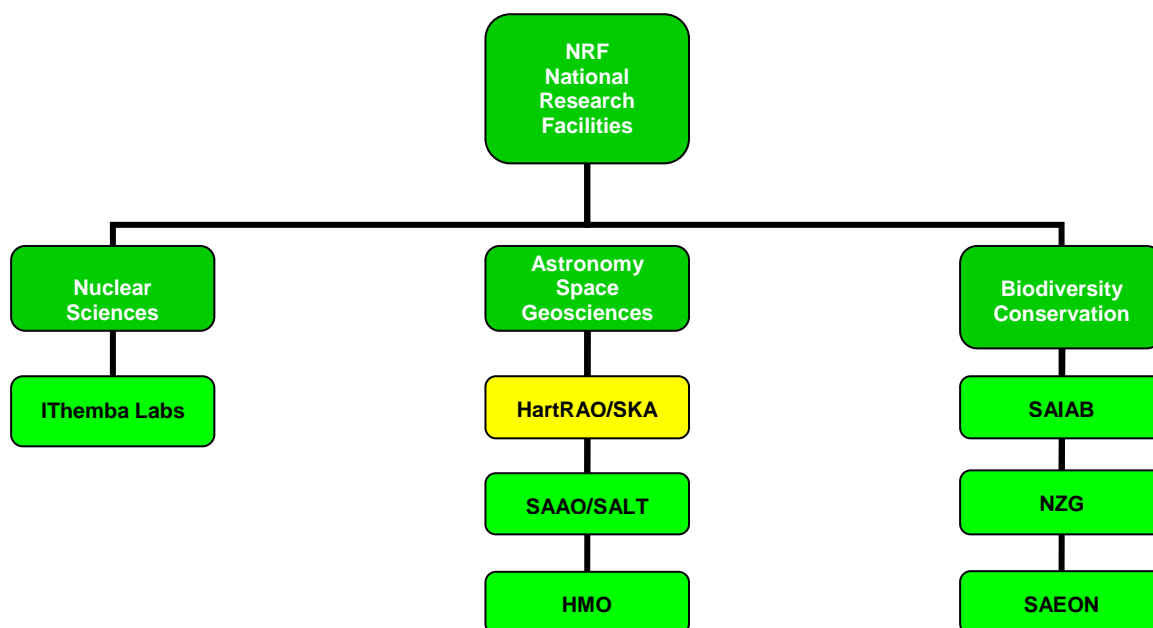 NRF
National
Research
Facilities
Nuclear
Sciences
Astronomy
Space
Geosciences
Biodiversity
Conservation
IThemba Labs
HartRAO/SKA
SAIAB
SAAO/SALT
NZG
HMO
SAEON